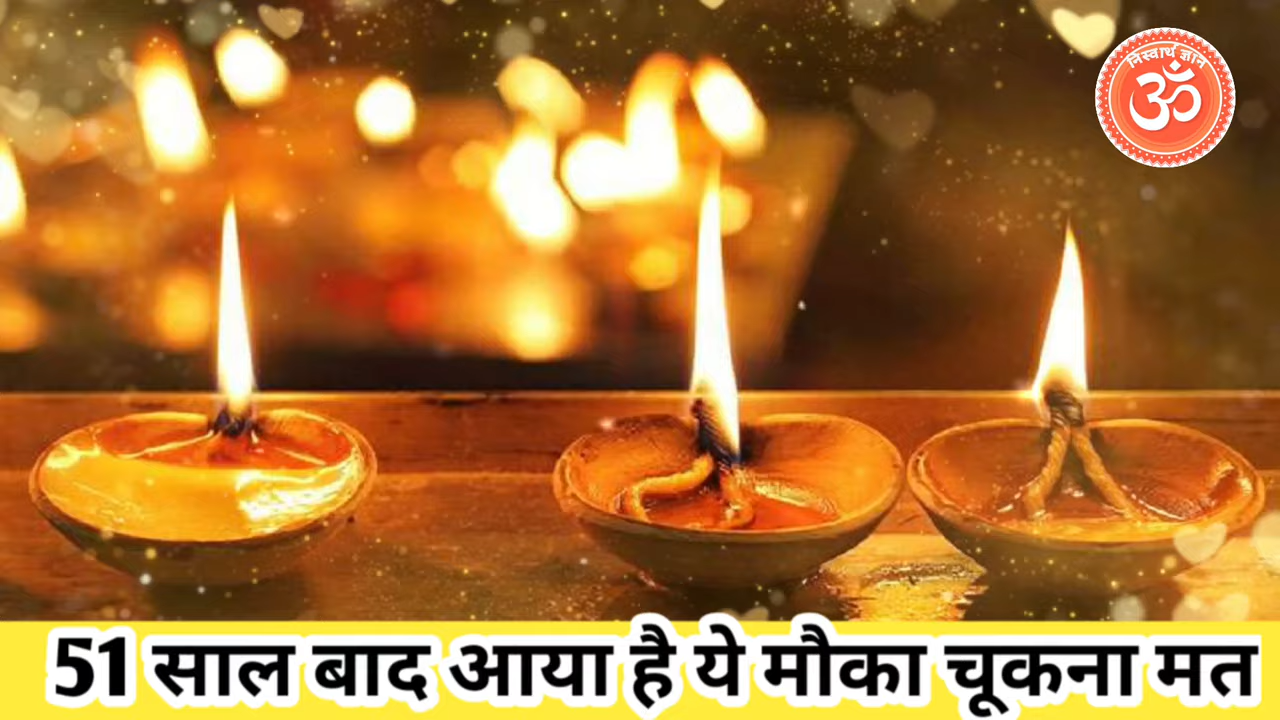 निस्वार्थ ज्ञान
ॐ
51 साल बाद आया है ये मौका चूकना मत